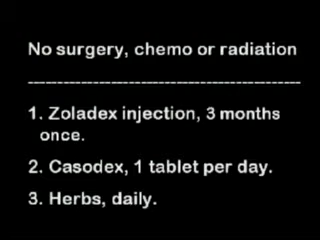 No surgery, chemo or radiation
----------------------------------------------
1. Zoladex injection, 3 months
once.
2. Casodex, 1 tablet per day.
3. Herbs, daily.